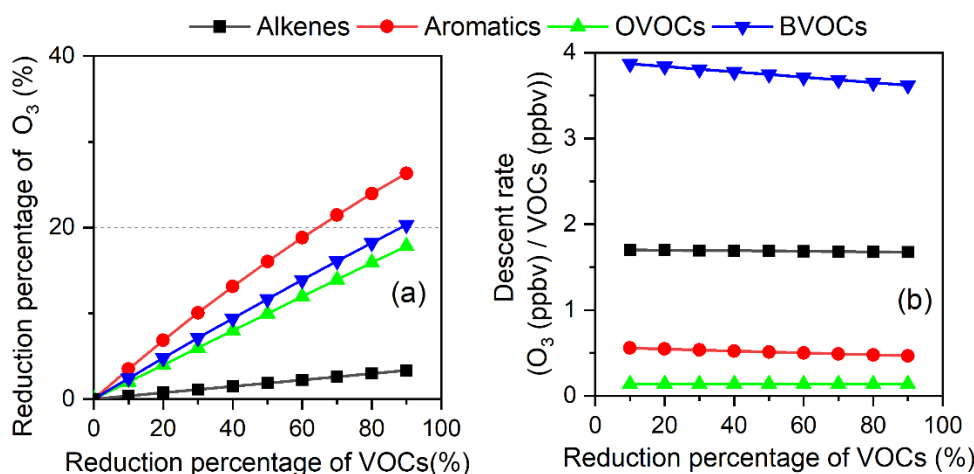 Alkenes Aromatics OVOCs BVOCs
Reduction percentage of O3 (%)
40
20
0
(a)
0 20 40 60 80 100
Reduction percentage of VOCs(%)
Descent rate
(O3 (ppbv) / VOCs (ppbv))
4
3
2
1
0
(b)
0 20 40 60 80 100
Reduction percentage of VOCs (%)